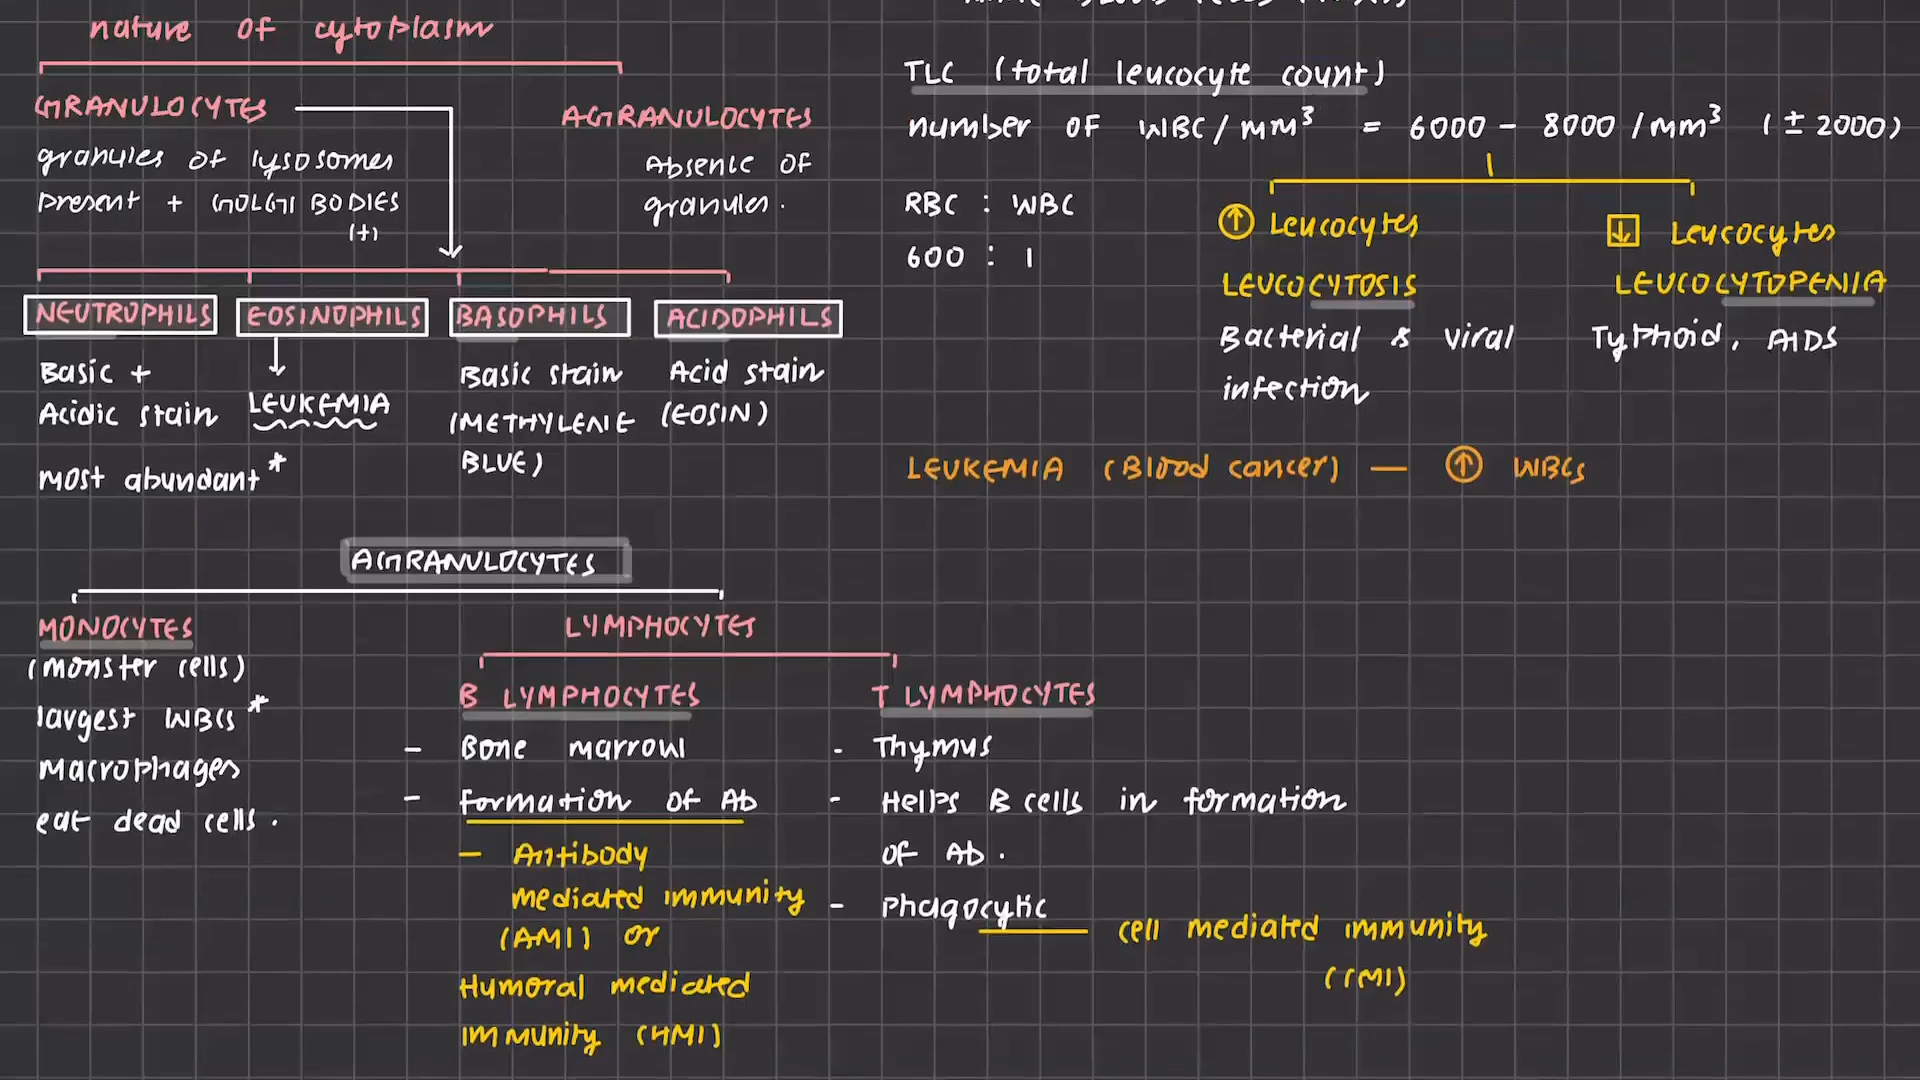 nature of cytoplasm
GRANULOCYTES
granules of lysosomes
present + GOLGI BODIES
(+)
AGRANULOCYTES
Absence of
granules.
NEUTROPHILS
Basic +
Acidic stain
most abundant*
EOSINOPHILS
LEUKEMIA
BASOPHILS
Basic stain
(METHYLENE
BLUE)
ACIDOPHILS
Acid stain
(EOSIN)
AGRANULOCYTES
MONOCYTES
(monster cells)
largest WBCs*
Macrophages
eat dead cells.
LYMPHOCYTES
B LYMPHOCYTES
- Bone marrow
- Formation of Ab
- Antibody
mediated immunity
(AMI) or
Humoral mediated
immunity (HMI)
T LYMPHOCYTES
- Thymus
- Helps B cells in formation
of Ab.
- Phagocytic
cell mediated immunity
(CMI)
TLC (total leucocyte count)
number of WBC/mm³ = 6000 - 8000/mm³ (± 2000)
RBC : WBC
600 : 1
↑ Leucocytes
LEUCOCYTOSIS
Bacterial & viral
infection
↓ Leucocytes
LEUCOCYTOPENIA
Typhoid, AIDS
LEUKEMIA (Blood cancer) — ↑ WBCs